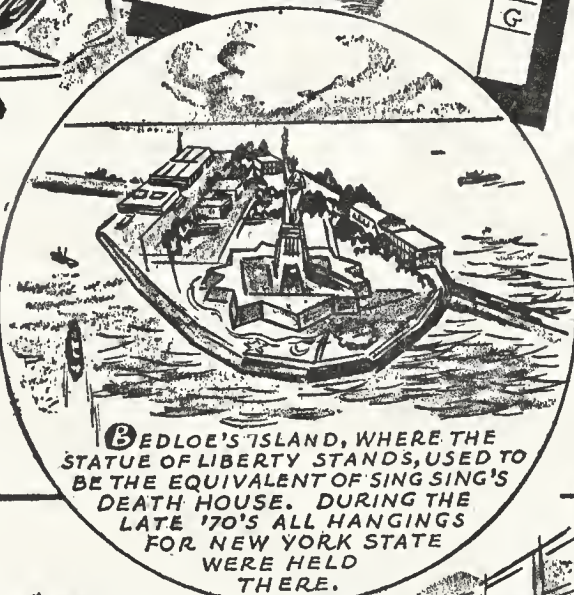 G
BEDLOE'S ISLAND, WHERE THE
STATUE OF LIBERTY STANDS, USED TO
BE THE EQUIVALENT OF SING SING'S
DEATH HOUSE. DURING THE
LATE '70'S ALL HANGINGS
FOR NEW YORK STATE
WERE HELD
THERE.